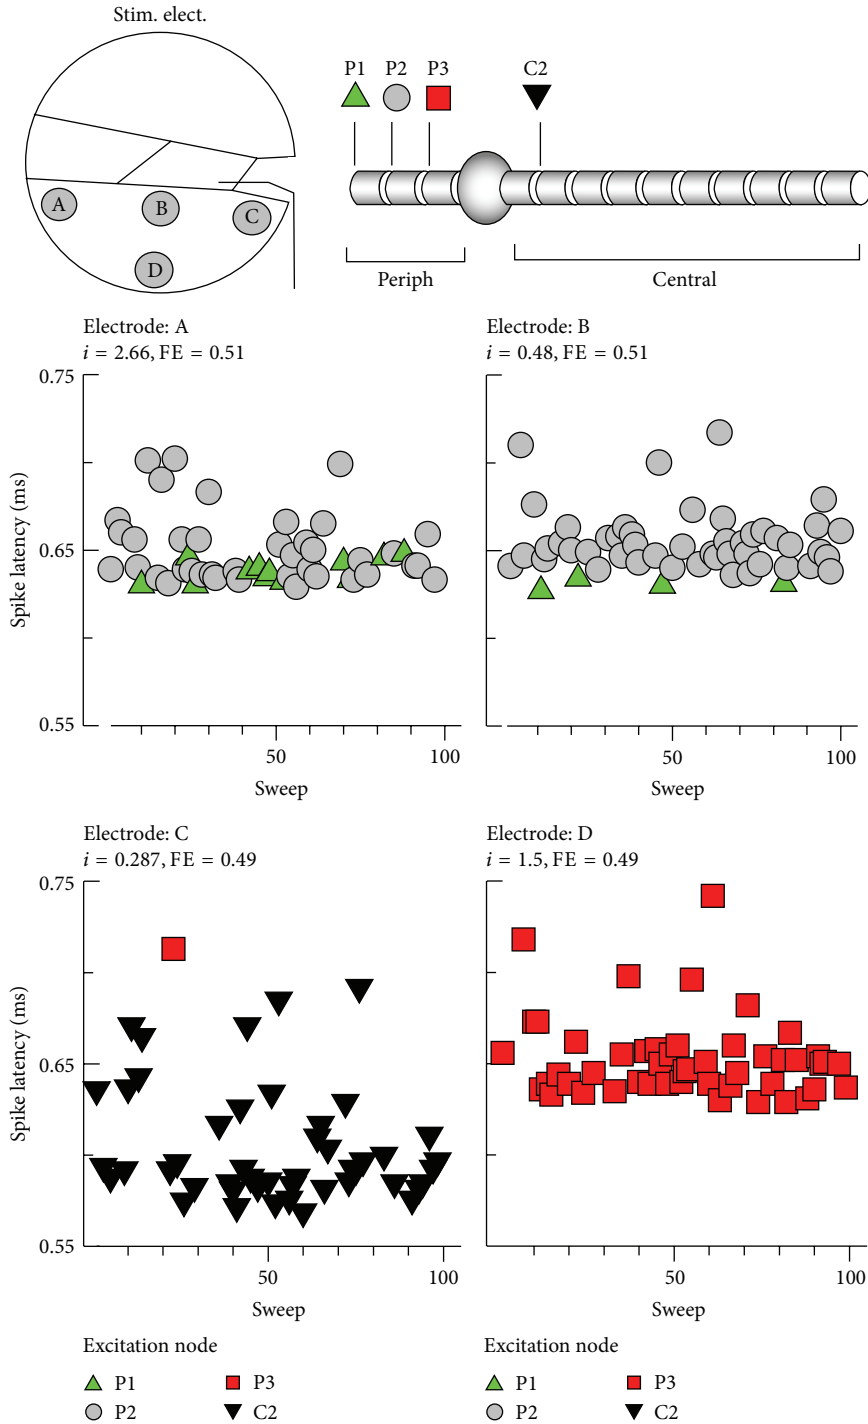 Stim. elect.
P1 P2 P3 C2
A B C
D
Periph Central
Electrode: A
i = 2.66, FE = 0.51
0.75
0.65
0.55
Spike latency (ms)
50 100
Sweep
Electrode: B
i = 0.48, FE = 0.51
50 100
Sweep
Electrode: C
i = 0.287, FE = 0.49
0.75
0.65
0.55
Spike latency (ms)
50 100
Sweep
Electrode: D
i = 1.5, FE = 0.49
50 100
Sweep
Excitation node
P1 P3
P2 C2
Excitation node
P1 P3
P2 C2